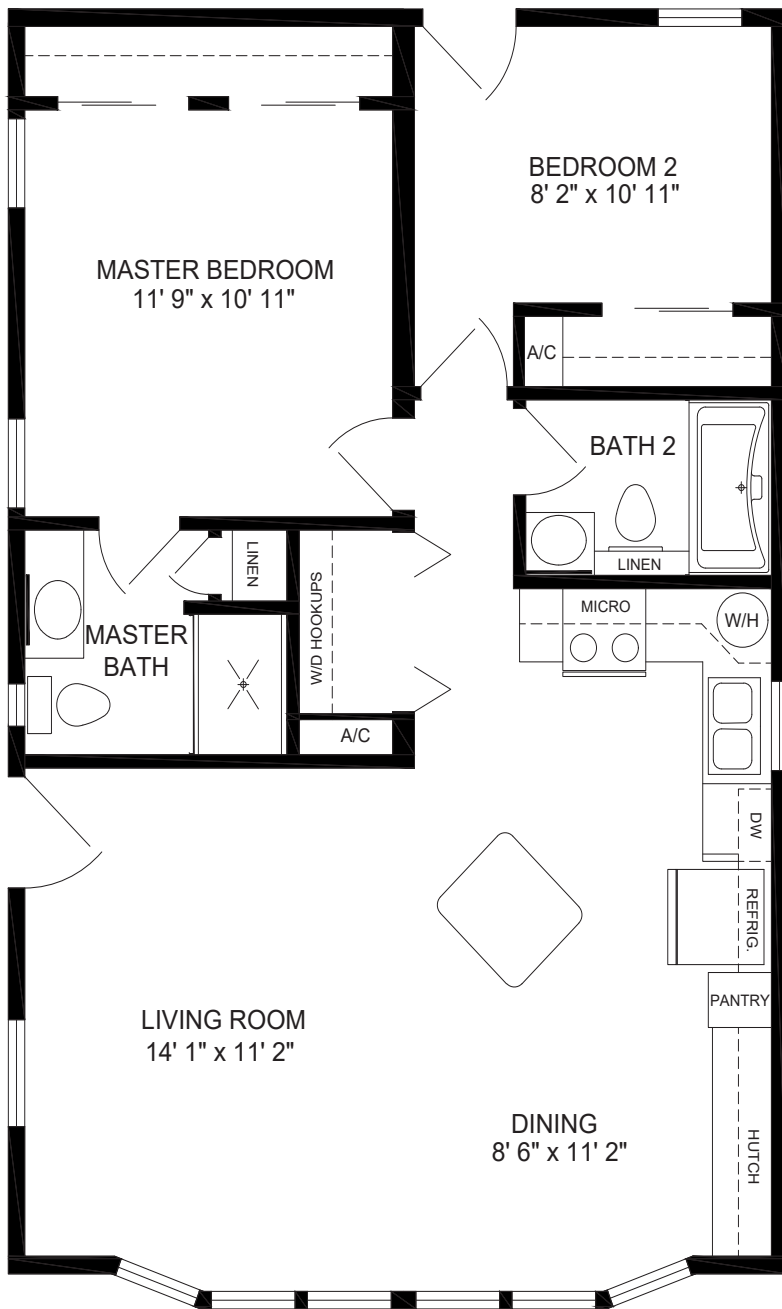 BEDROOM 2
8' 2" x 10' 11"
MASTER BEDROOM
11' 9" x 10' 11"
A/C
BATH 2
LINEN
LINEN
W/D HOOKUPS
MICRO
W/H
MASTER
BATH
A/C
DW
REFRIG.
PANTRY
LIVING ROOM
14' 1" x 11' 2"
DINING
8' 6" x 11' 2"
HUTCH